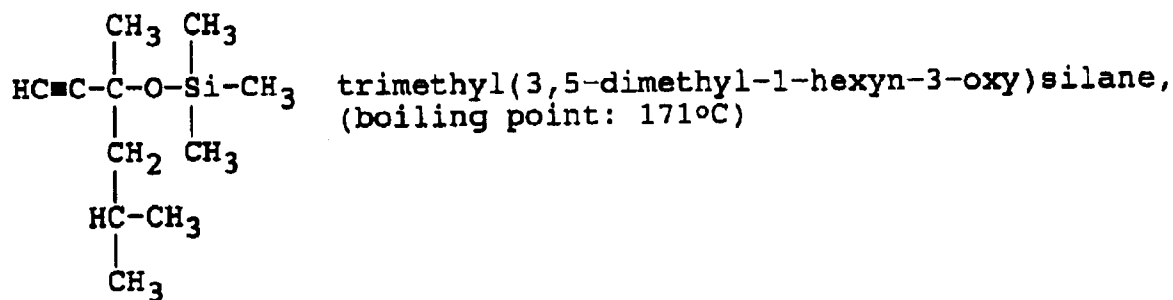 CH3 CH3
HC≡C-C-O-Si-CH3 trimethyl(3,5-dimethyl-1-hexyn-3-oxy)silane,
(boiling point: 171oC)
CH2 CH3
HC-CH3
CH3